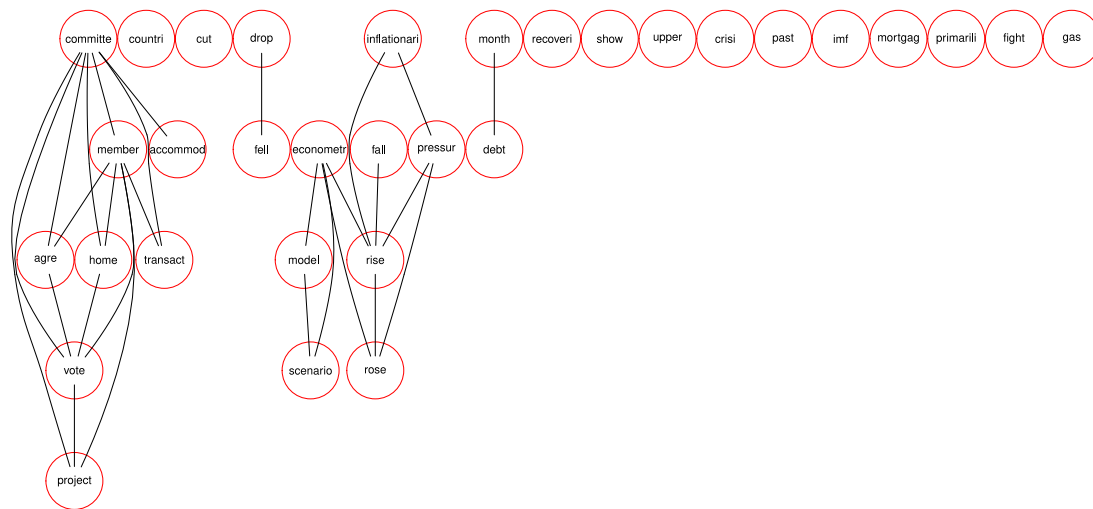 committe countri cut drop inflationari month recoveri show upper crisi past imf mortgag primarili fight gas
member accommod fell econometr fall pressur debt
agre home transact model rise
vote scenario rose
project